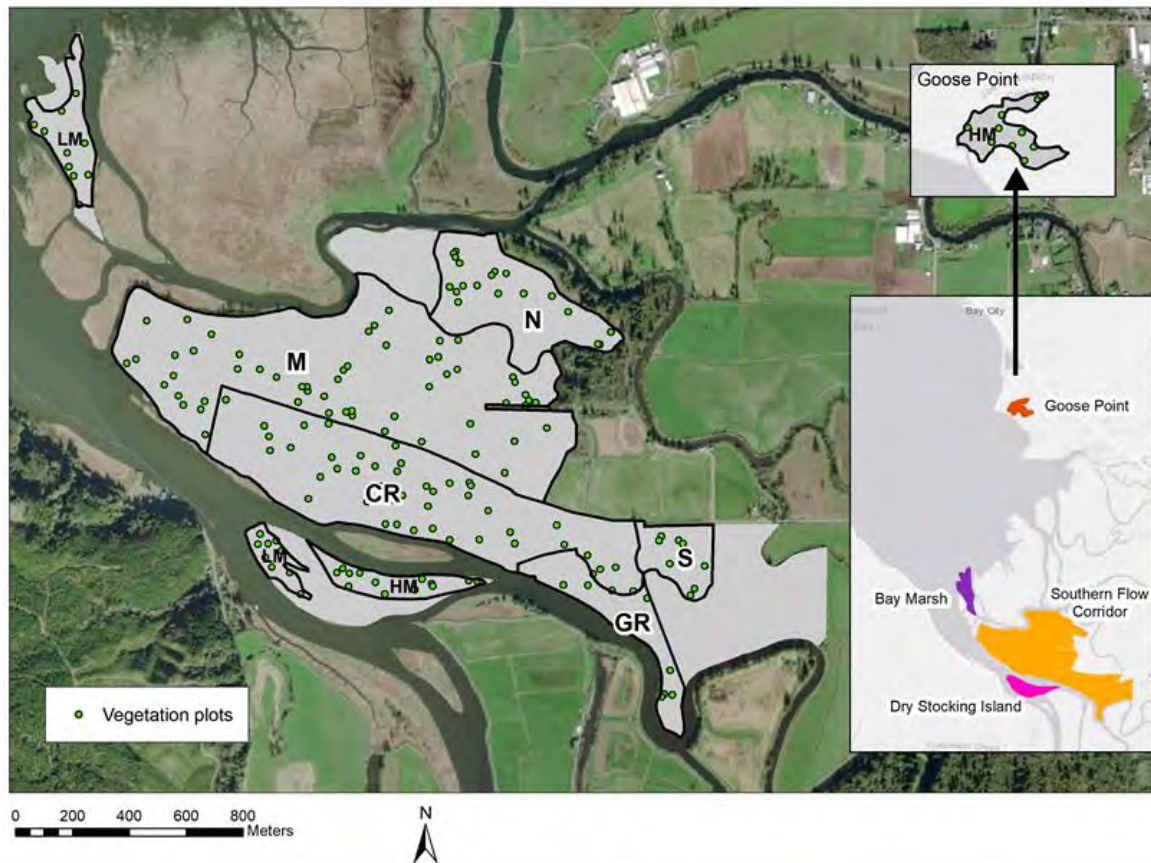 Goose Point
HM
LM
N
M
CR
S
LM
HM
GR
Bay City
Goose Point
Bay Marsh
Southern Flow
Corridor
Dry Stocking Island
Vegetation plots
0 200 400 600 800
Meters
N